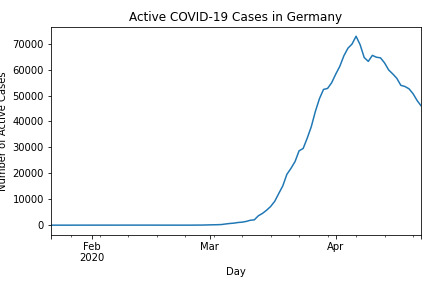 Active COVID-19 Cases in Germany
Number of Active Cases
70000
60000
50000
40000
30000
20000
10000
0
Feb
2020
Mar
Apr
Day